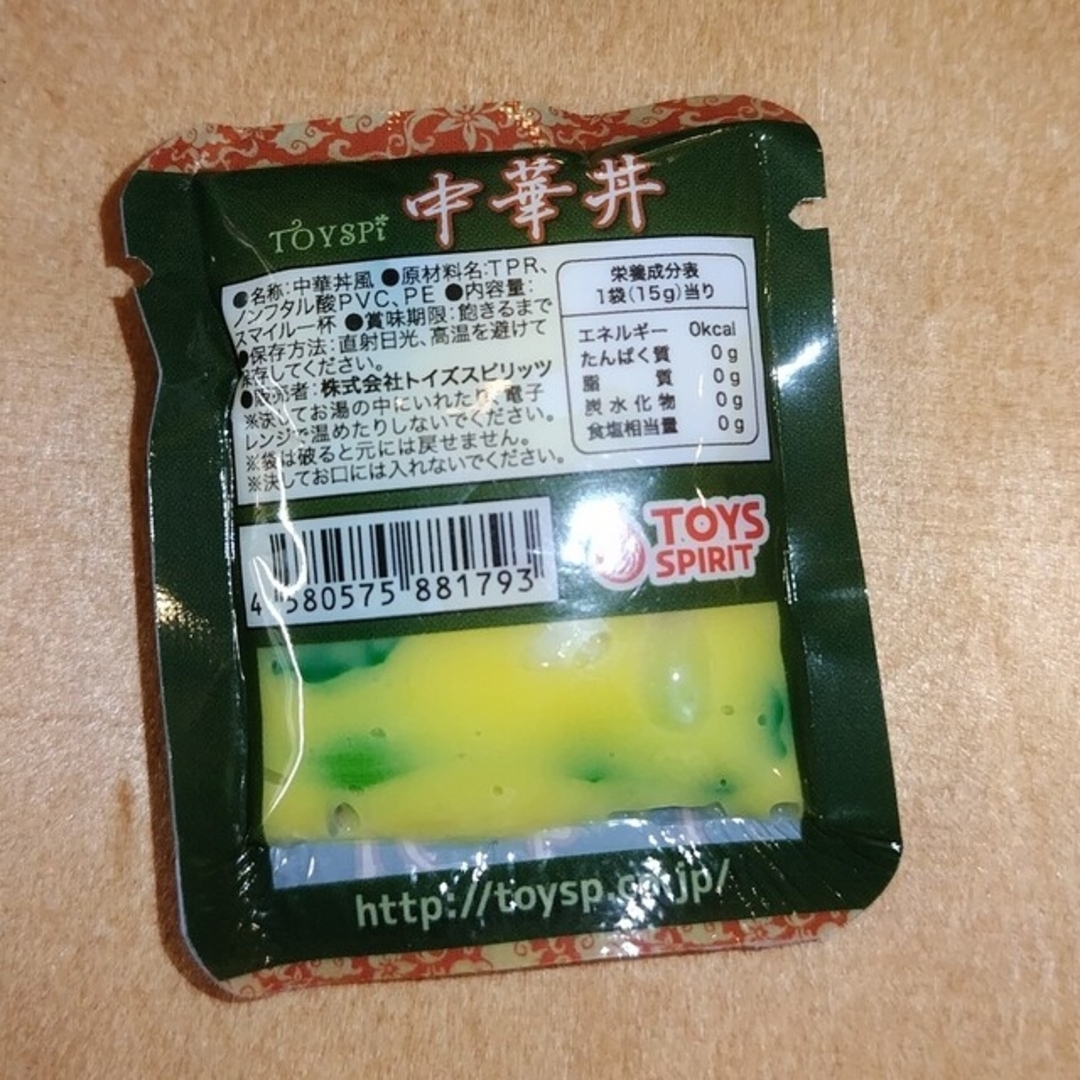 TOYSPi 中華丼
●名称:中華丼風 ●原材料名:TPR、
ノンフタル酸PVC、PE ●内容量:
スマイル一杯 ●賞味期限:飽きるまで
●保存方法:直射日光、高温を避けて
保存してください。
●販売者:株式会社トイズスピリッツ
※決してお湯の中にいれたり、電子
レンジで温めたりしないでください。
※袋は破ると元には戻せません。
※決してお口には入れないでください。
栄養成分表
1袋(15g)当り
エネルギー 0kcal
たんぱく質 0g
脂質 0g
炭水化物 0g
食塩相当量 0g
4 580575 881793
TOYS
SPIRIT
http://toysp.co.jp/